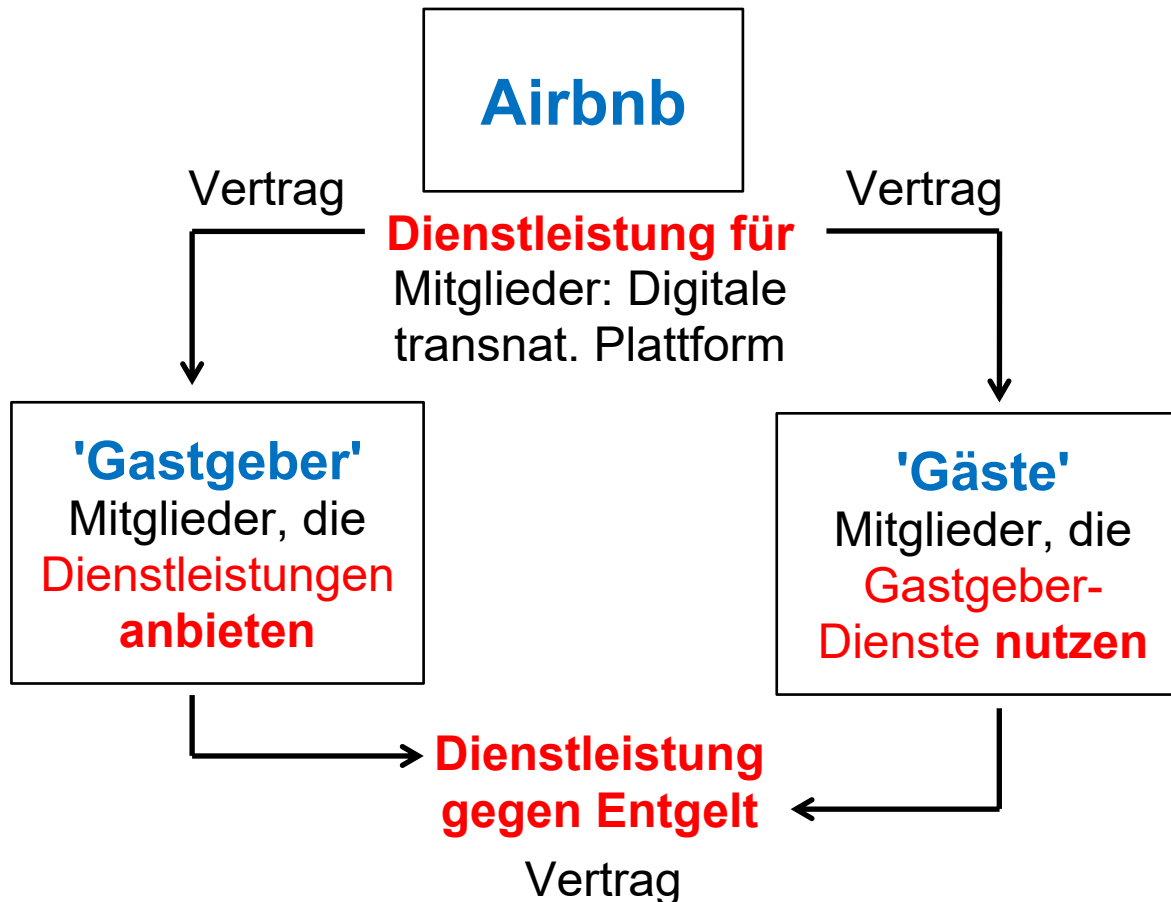 Airbnb
Vertrag
Vertrag
Dienstleistung für
Mitglieder: Digitale
transnat. Plattform
'Gastgeber'
Mitglieder, die
Dienstleistungen
anbieten
'Gäste'
Mitglieder, die
Gastgeber-
Dienste nutzen
Dienstleistung
gegen Entgelt
Vertrag